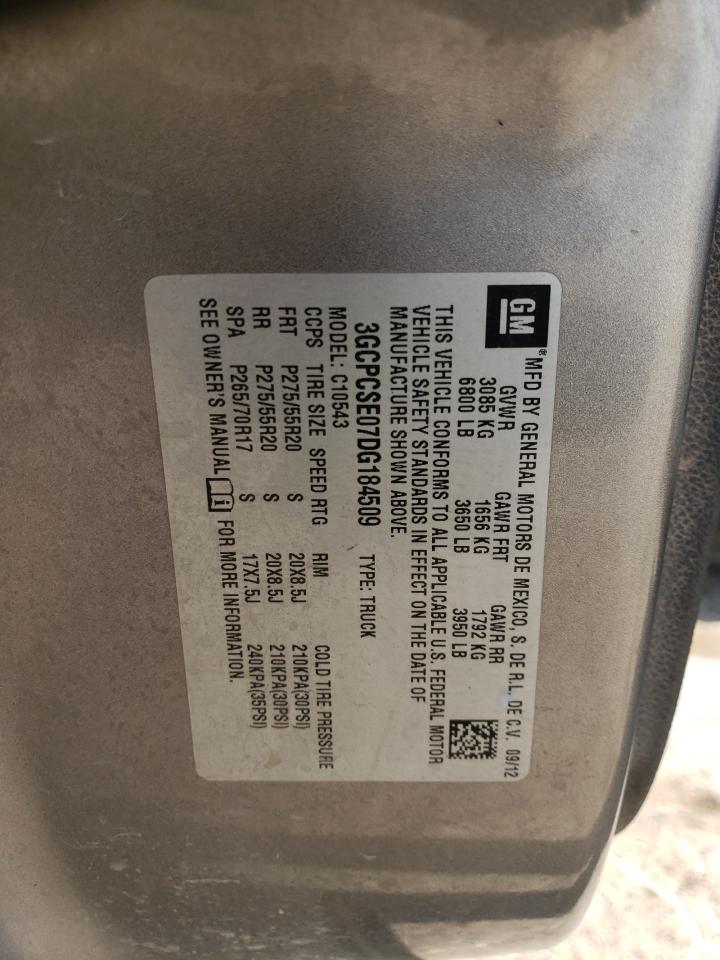 GM ® MFD BY GENERAL MOTORS DE MEXICO, S. DE R.L. DE C.V. 09/12
GVWR GAWR FRT GAWR RR
3085 KG 1656 KG 1792 KG
6800 LB 3650 LB 3950 LB
THIS VEHICLE CONFORMS TO ALL APPLICABLE U.S. FEDERAL MOTOR
VEHICLE SAFETY STANDARDS IN EFFECT ON THE DATE OF
MANUFACTURE SHOWN ABOVE.
3GCPCSE07DG184509 TYPE: TRUCK
MODEL: C10543
CCPS TIRE SIZE SPEED RTG RIM COLD TIRE PRESSURE
FRT P275/55R20 S 20X8.5J 210KPA(30PSI)
RR P275/55R20 S 20X8.5J 210KPA(30PSI)
SPA P265/70R17 S 17X7.5J 240KPA(35PSI)
SEE OWNER'S MANUAL i FOR MORE INFORMATION.